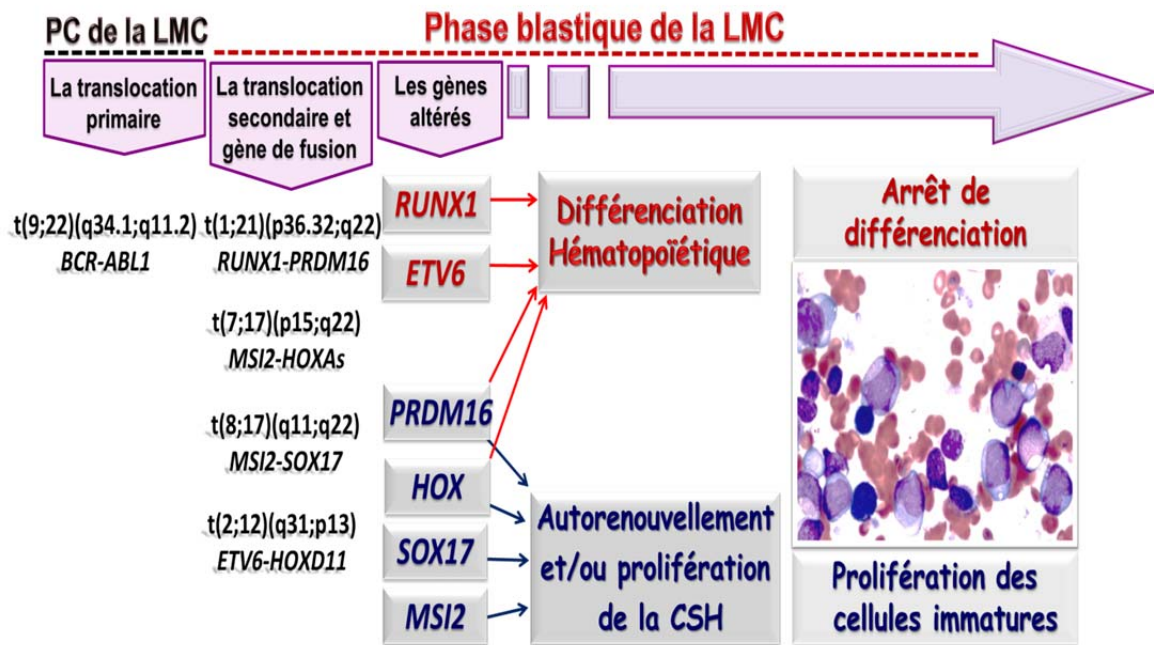 PC de la LMC
Phase blastique de la LMC
La translocation
primaire
La translocation
secondaire et
gène de fusion
Les gènes
altérés
t(9;22)(q34.1;q11.2)
BCR-ABL1
t(1;21)(p36.32;q22)
RUNX1-PRDM16
t(7;17)(p15;q22)
MSI2-HOXAs
t(8;17)(q11;q22)
MSI2-SOX17
t(2;12)(q31;p13)
ETV6-HOXD11
RUNX1
ETV6
PRDM16
HOX
SOX17
MSI2
Différenciation
Hématopoïétique
Autorenouvellement
et/ou prolifération
de la CSH
Arrêt de
différenciation
Prolifération des
cellules immatures